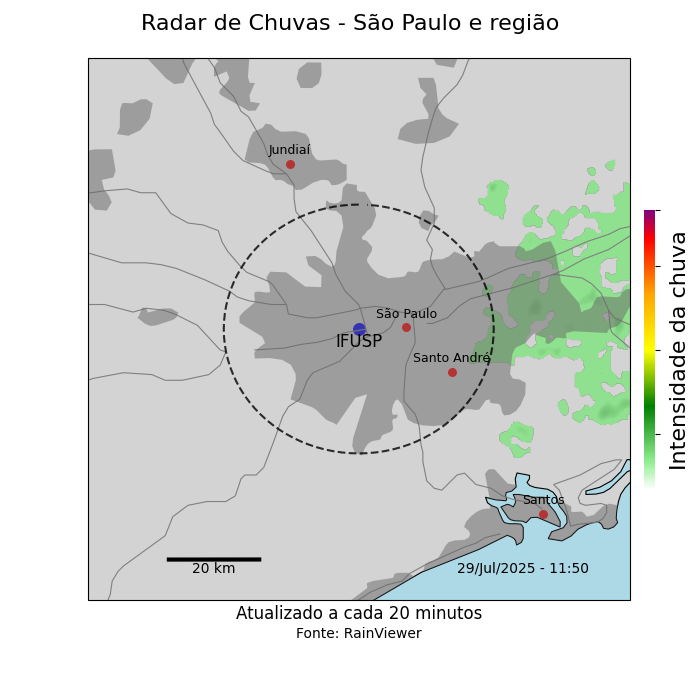 Radar de Chuvas - São Paulo e região
Jundiaí
São Paulo
IFUSP
Santo André
Santos
20 km
29/Jul/2025 - 11:50
Intensidade da chuva
Atualizado a cada 20 minutos
Fonte: RainViewer